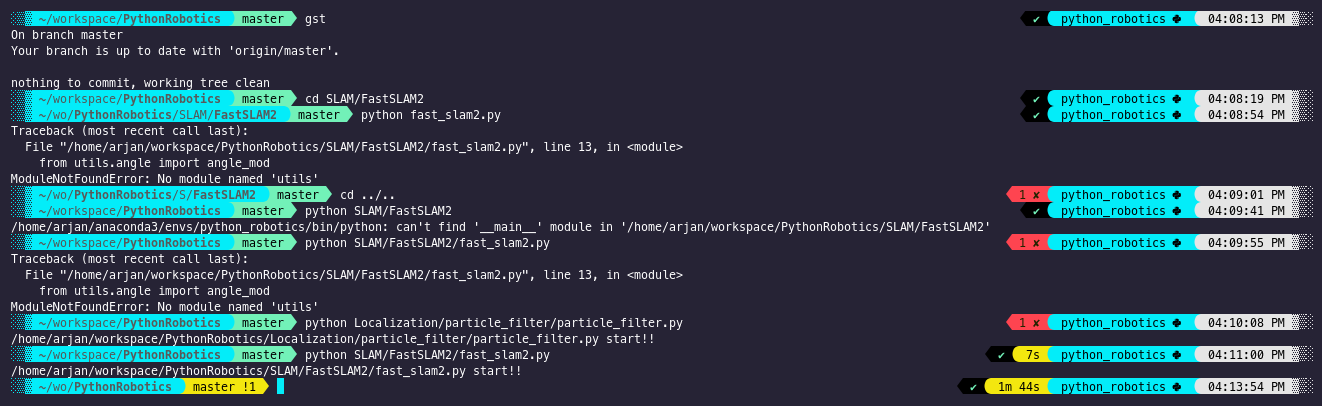 ~/workspace/PythonRobotics master gst ✔ python_robotics 04:08:13 PM
On branch master
Your branch is up to date with 'origin/master'.
nothing to commit, working tree clean
~/workspace/PythonRobotics master cd SLAM/FastSLAM2 ✔ python_robotics 04:08:19 PM
~/wo/PythonRobotics/SLAM/FastSLAM2 master python fast_slam2.py ✔ python_robotics 04:08:54 PM
Traceback (most recent call last):
File "/home/arjan/workspace/PythonRobotics/SLAM/FastSLAM2/fast_slam2.py", line 13, in <module>
from utils.angle import angle_mod
ModuleNotFoundError: No module named 'utils'
~/wo/PythonRobotics/S/FastSLAM2 master cd ../.. 1 ✘ python_robotics 04:09:01 PM
~/workspace/PythonRobotics master python SLAM/FastSLAM2 ✔ python_robotics 04:09:41 PM
/home/arjan/anaconda3/envs/python_robotics/bin/python: can't find '__main__' module in '/home/arjan/workspace/PythonRobotics/SLAM/FastSLAM2'
~/workspace/PythonRobotics master python SLAM/FastSLAM2/fast_slam2.py 1 ✘ python_robotics 04:09:55 PM
Traceback (most recent call last):
File "/home/arjan/workspace/PythonRobotics/SLAM/FastSLAM2/fast_slam2.py", line 13, in <module>
from utils.angle import angle_mod
ModuleNotFoundError: No module named 'utils'
~/workspace/PythonRobotics master python Localization/particle_filter/particle_filter.py 1 ✘ python_robotics 04:10:08 PM
/home/arjan/workspace/PythonRobotics/Localization/particle_filter/particle_filter.py start!!
~/workspace/PythonRobotics master python SLAM/FastSLAM2/fast_slam2.py ✔ 7s python_robotics 04:11:00 PM
/home/arjan/workspace/PythonRobotics/SLAM/FastSLAM2/fast_slam2.py start!!
~/wo/PythonRobotics master !1 ✔ 1m 44s python_robotics 04:13:54 PM